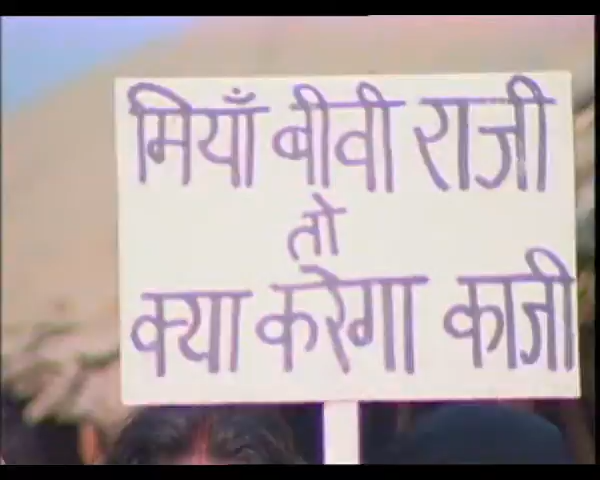 मियाँ बीवी राजी
तो
क्या करेगा काजी